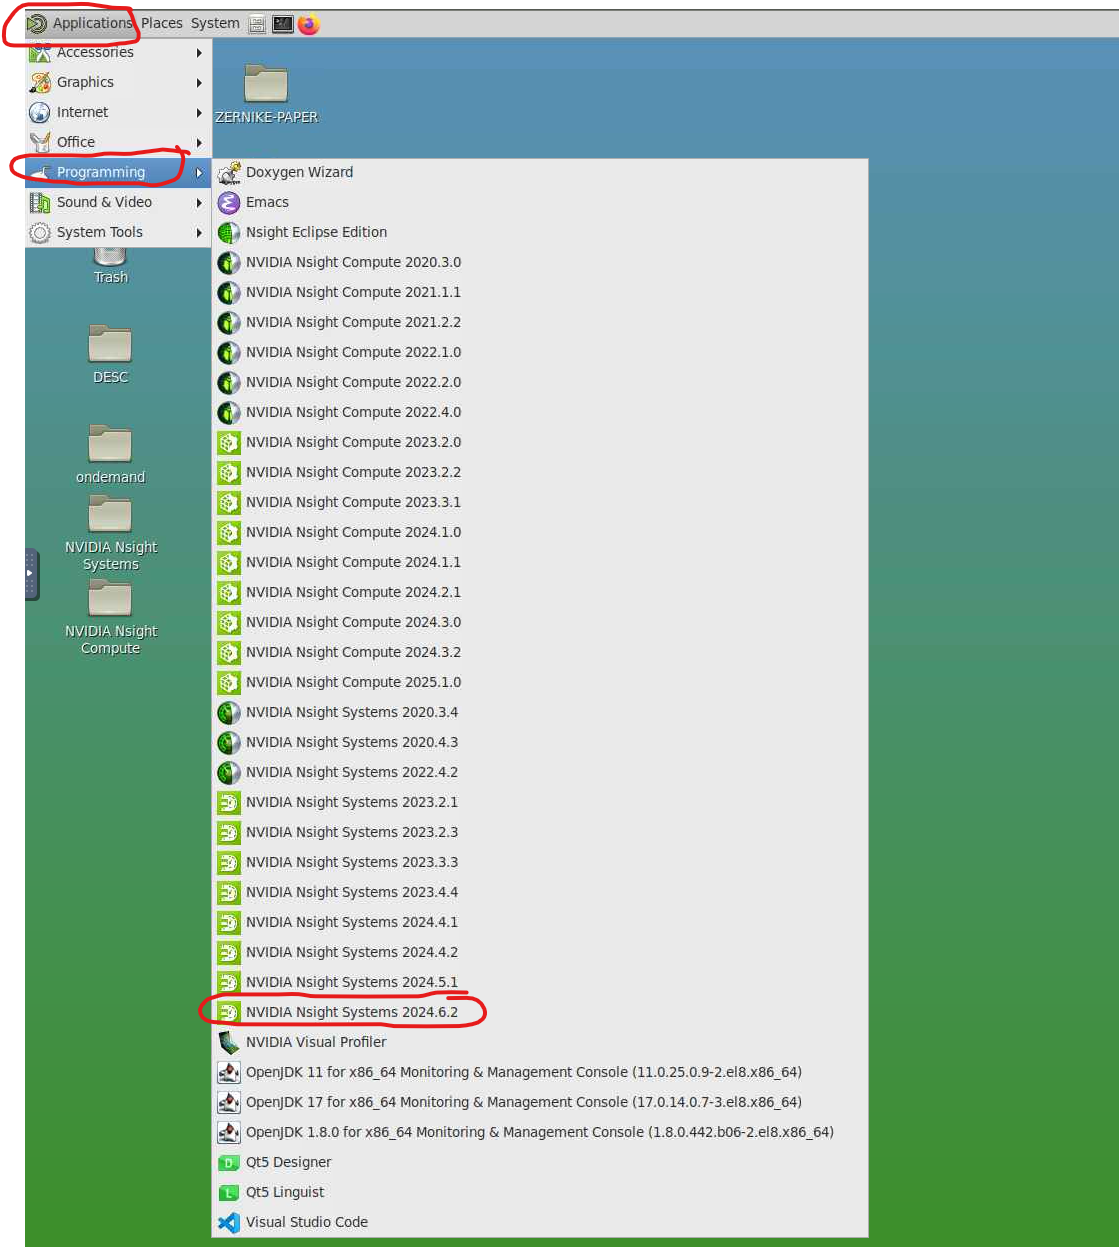 Applications Places System
Accessories
Graphics
Internet
Office
Programming
Sound & Video
System Tools
ZERNIKE-PAPER
Trash
DESC
ondemand
NVIDIA Nsight
Systems
NVIDIA Nsight
Compute
Doxygen Wizard
Emacs
Nsight Eclipse Edition
NVIDIA Nsight Compute 2020.3.0
NVIDIA Nsight Compute 2021.1.1
NVIDIA Nsight Compute 2021.2.2
NVIDIA Nsight Compute 2022.1.0
NVIDIA Nsight Compute 2022.2.0
NVIDIA Nsight Compute 2022.4.0
NVIDIA Nsight Compute 2023.2.0
NVIDIA Nsight Compute 2023.2.2
NVIDIA Nsight Compute 2023.3.1
NVIDIA Nsight Compute 2024.1.0
NVIDIA Nsight Compute 2024.1.1
NVIDIA Nsight Compute 2024.2.1
NVIDIA Nsight Compute 2024.3.0
NVIDIA Nsight Compute 2024.3.2
NVIDIA Nsight Compute 2025.1.0
NVIDIA Nsight Systems 2020.3.4
NVIDIA Nsight Systems 2020.4.3
NVIDIA Nsight Systems 2022.4.2
NVIDIA Nsight Systems 2023.2.1
NVIDIA Nsight Systems 2023.2.3
NVIDIA Nsight Systems 2023.3.3
NVIDIA Nsight Systems 2023.4.4
NVIDIA Nsight Systems 2024.4.1
NVIDIA Nsight Systems 2024.4.2
NVIDIA Nsight Systems 2024.5.1
NVIDIA Nsight Systems 2024.6.2
NVIDIA Visual Profiler
OpenJDK 11 for x86_64 Monitoring & Management Console (11.0.25.0.9-2.el8.x86_64)
OpenJDK 17 for x86_64 Monitoring & Management Console (17.0.14.0.7-3.el8.x86_64)
OpenJDK 1.8.0 for x86_64 Monitoring & Management Console (1.8.0.442.b06-2.el8.x86_64)
Qt5 Designer
Qt5 Linguist
Visual Studio Code